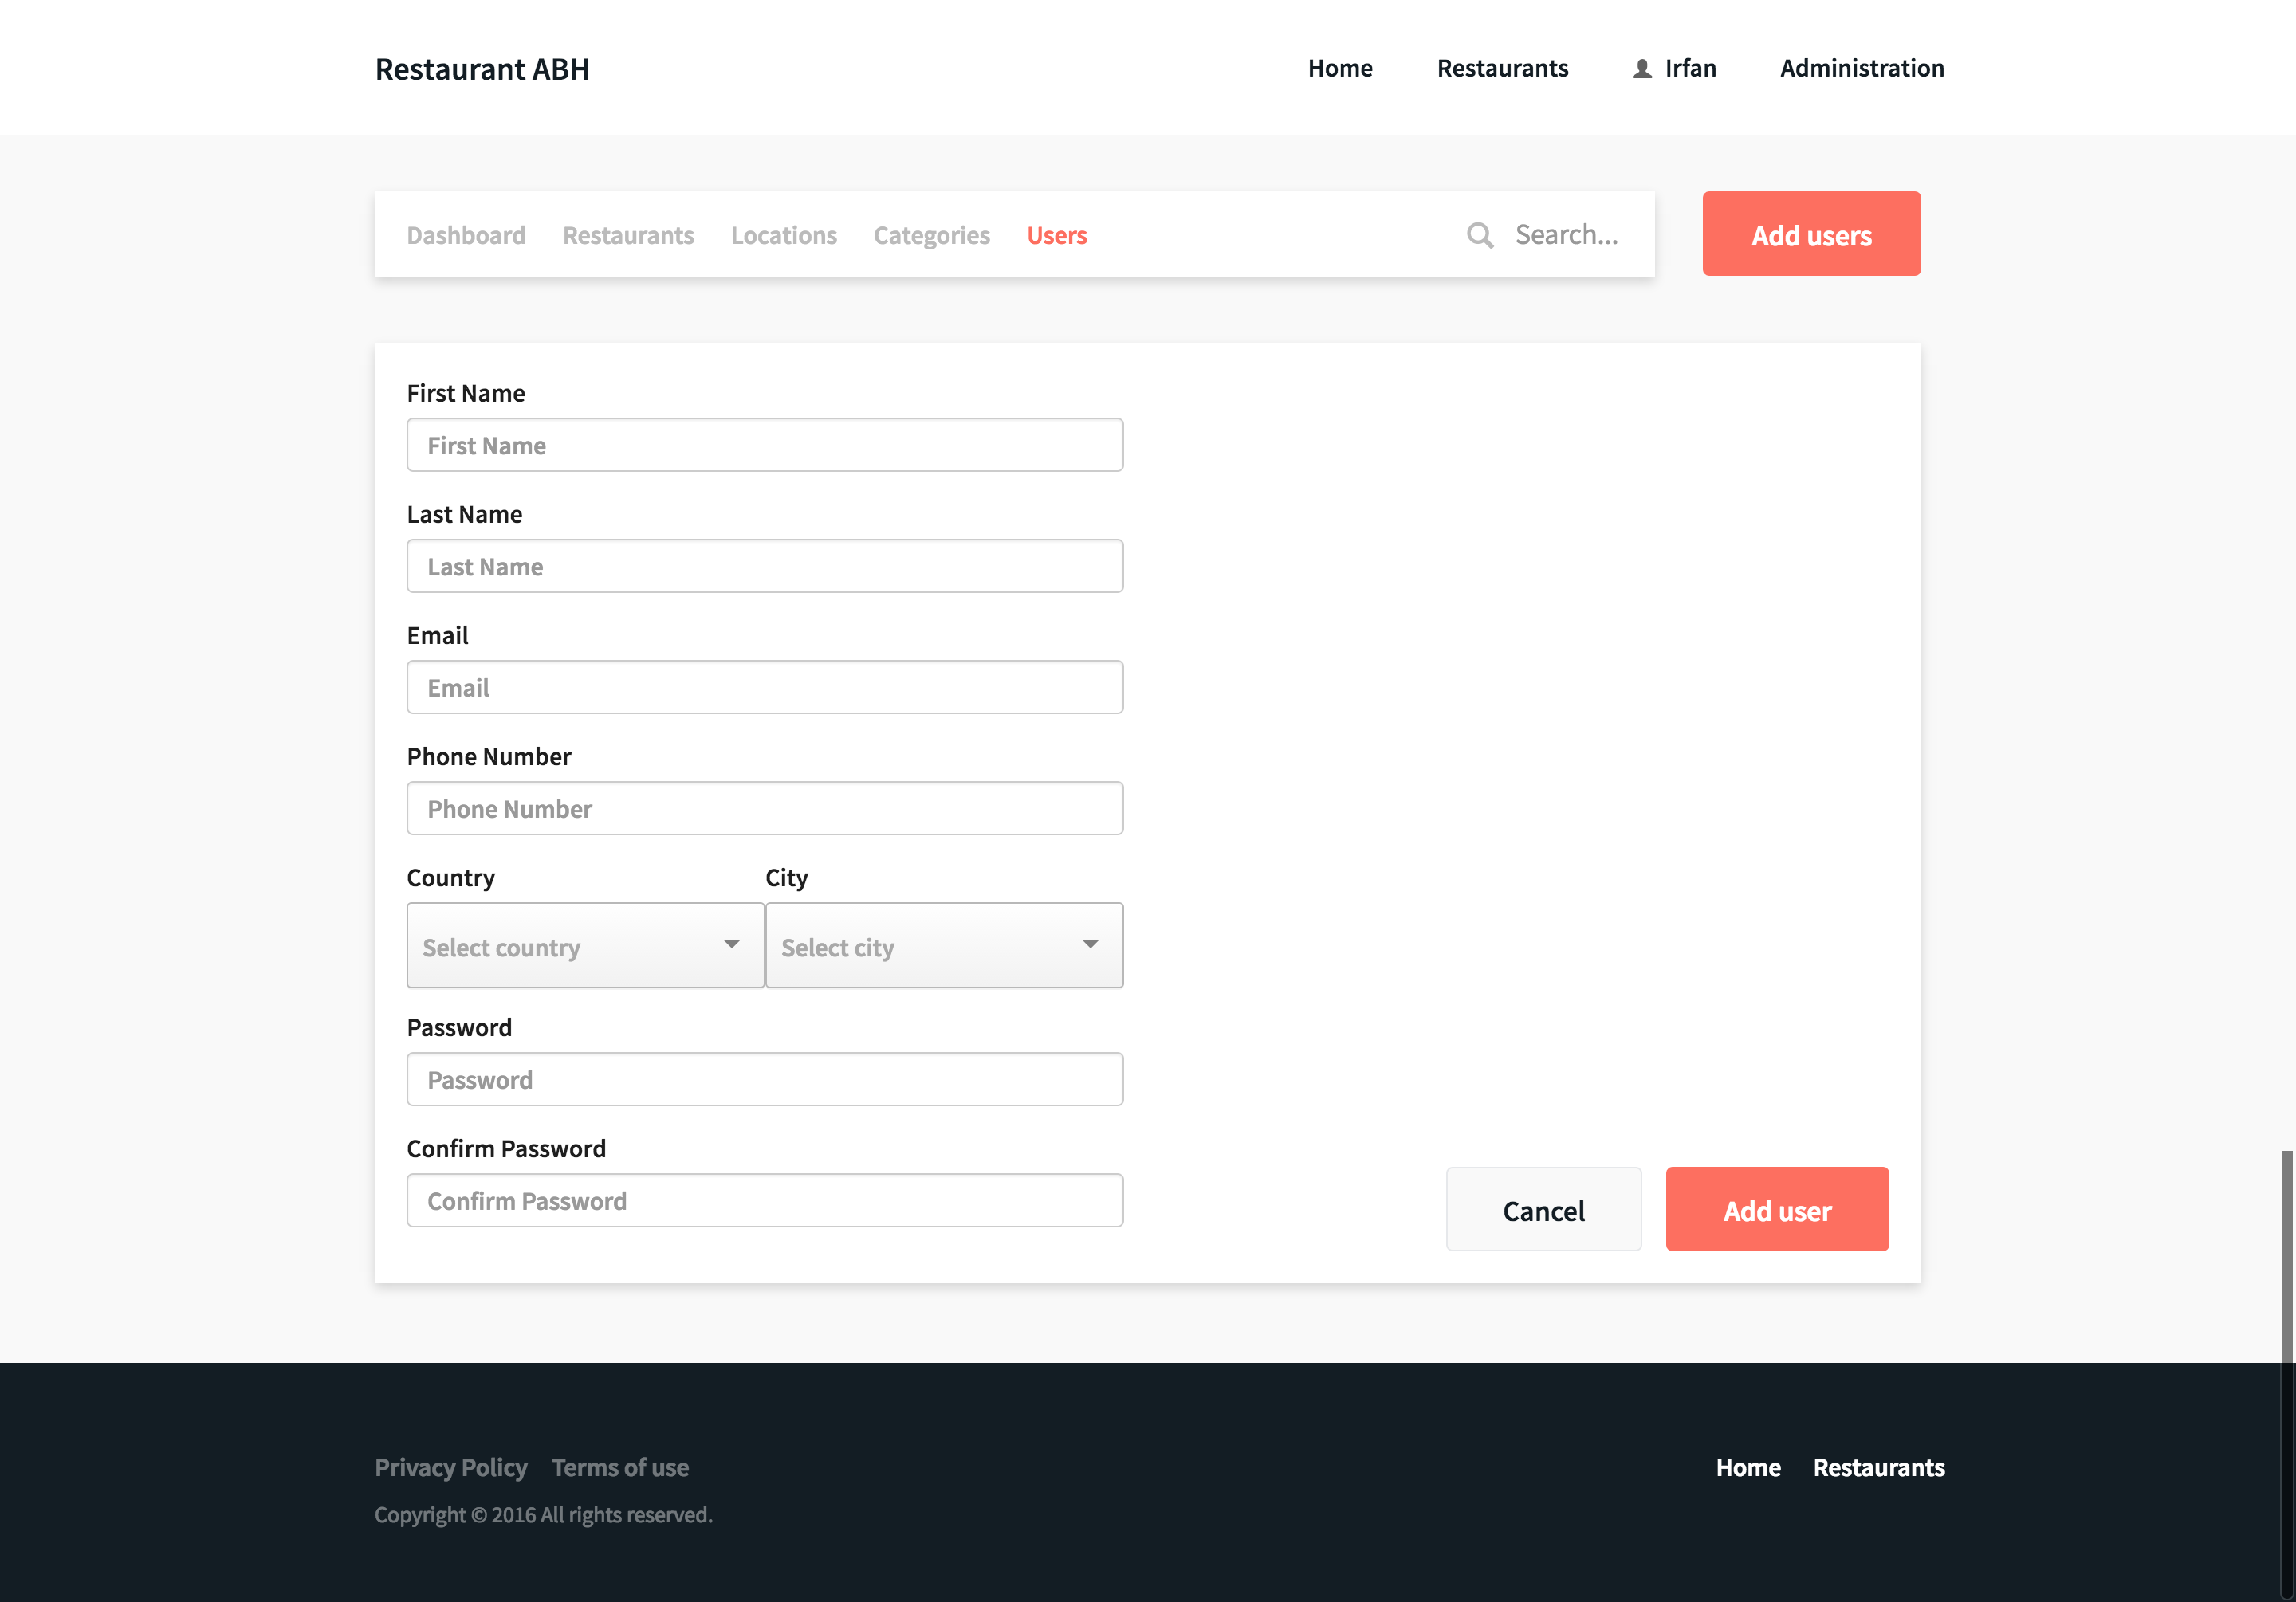 Restaurant ABH Home Restaurants Irfan Administration
Dashboard Restaurants Locations Categories Users Search... Add users
First Name
First Name
Last Name
Last Name
Email
Email
Phone Number
Phone Number
Country City
Select country Select city
Password
Password
Confirm Password
Confirm Password
Cancel Add user
Privacy Policy Terms of use Home Restaurants
Copyright © 2016 All rights reserved.